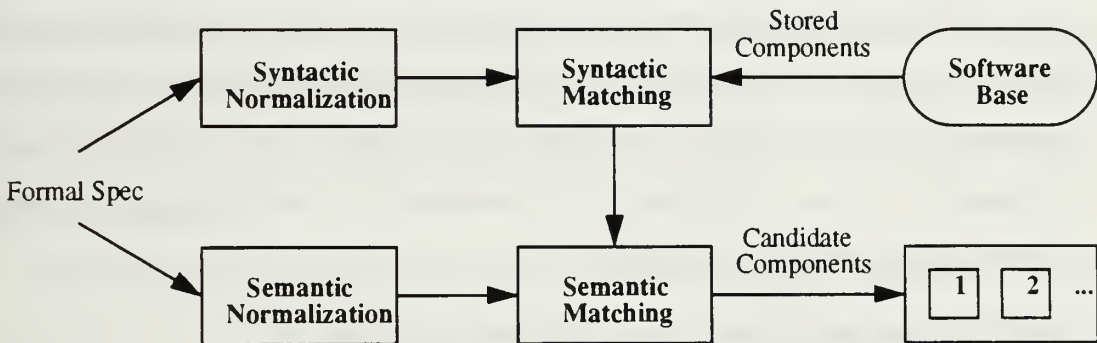 Stored
Components
Syntactic
Normalization
Syntactic
Matching
Software
Base
Formal Spec
Semantic
Normalization
Semantic
Matching
Candidate
Components
1 2 ...